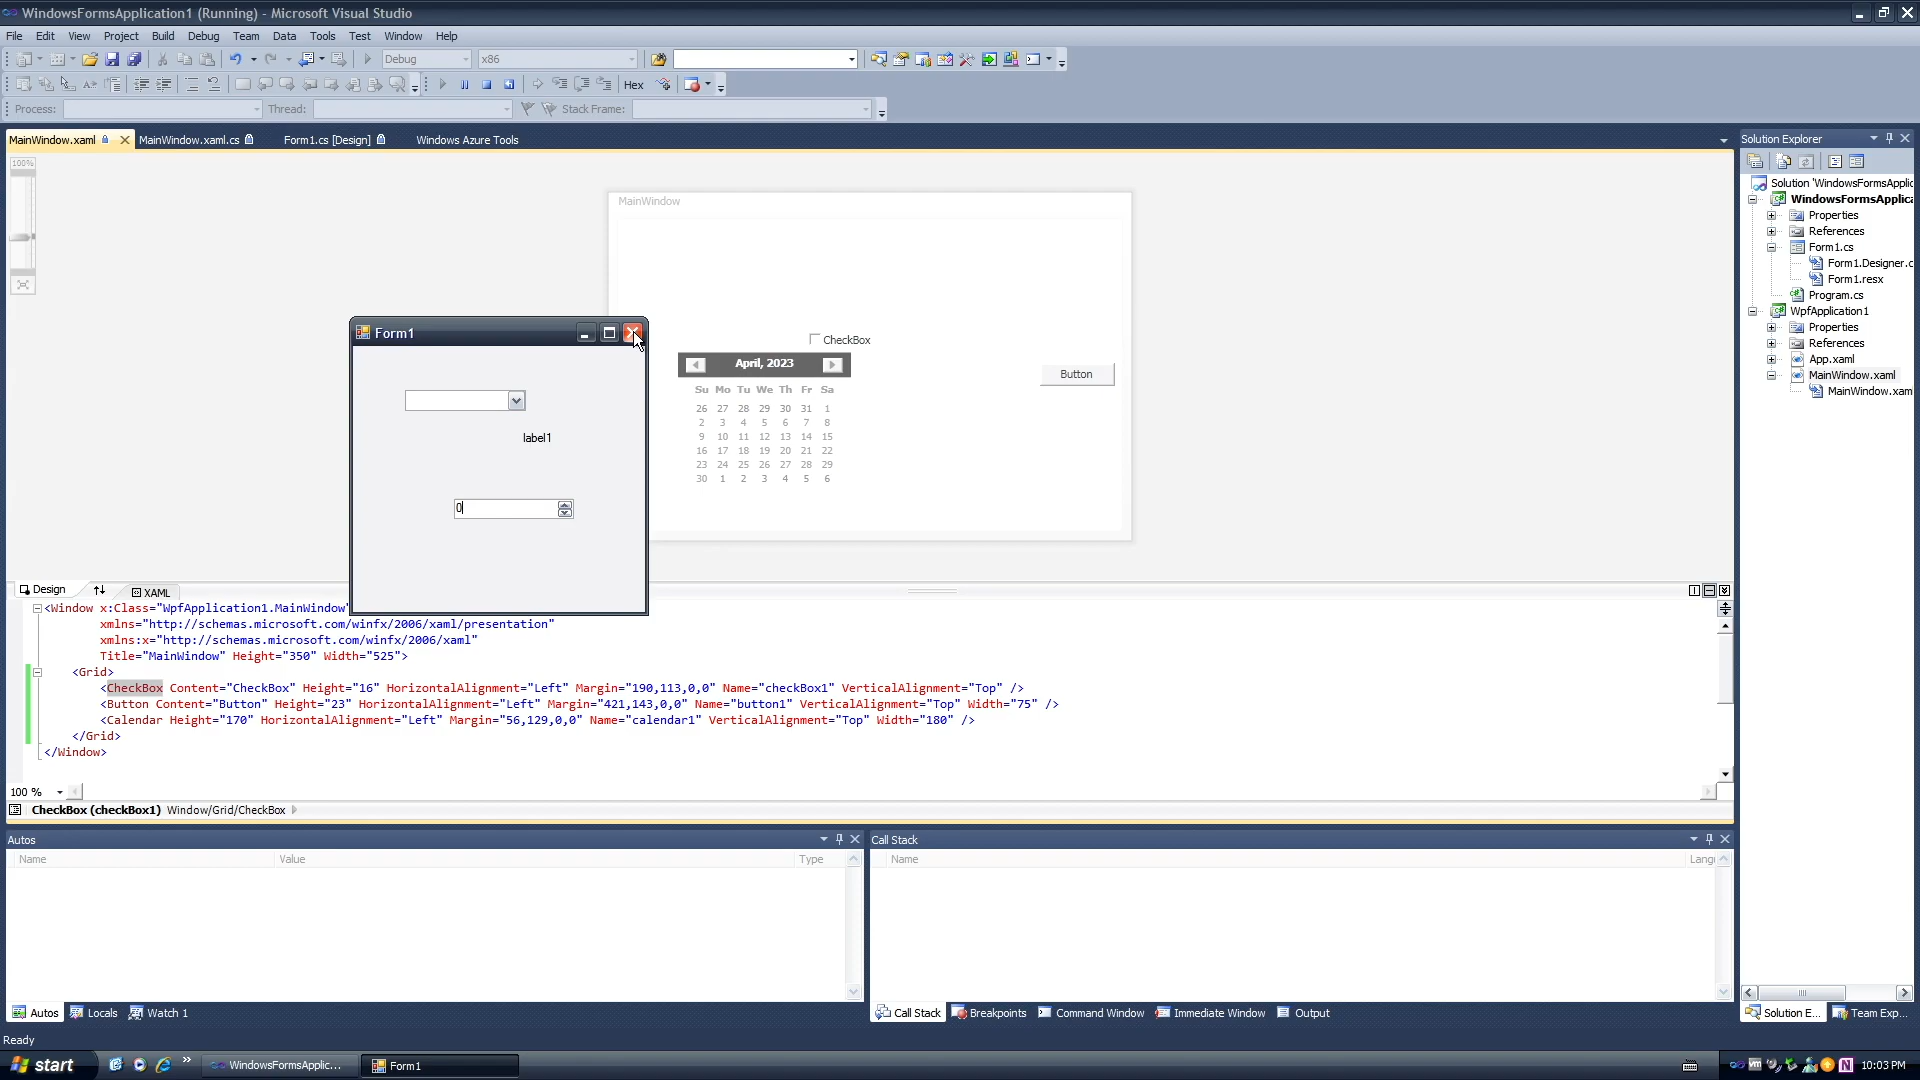 WindowsFormsApplication1 (Running) - Microsoft Visual Studio
File Edit View Project Build Debug Team Data Tools Test Window Help
Debug x86
Hex
Process: Thread: Stack Frame:
MainWindow.xaml MainWindow.xaml.cs Form1.cs [Design] Windows Azure Tools
100%
MainWindow
CheckBox
April, 2023
Su Mo Tu We Th Fr Sa
26 27 28 29 30 31 1
2 3 4 5 6 7 8
9 10 11 12 13 14 15
16 17 18 19 20 21 22
23 24 25 26 27 28 29
30 1 2 3 4 5 6
Button
Form1
label1
0
Design XAML
<Window x:Class="WpfApplication1.MainWindow"
xmlns="http://schemas.microsoft.com/winfx/2006/xaml/presentation"
xmlns:x="http://schemas.microsoft.com/winfx/2006/xaml"
Title="MainWindow" Height="350" Width="525">
<Grid>
<CheckBox Content="CheckBox" Height="16" HorizontalAlignment="Left" Margin="190,113,0,0" Name="checkBox1" VerticalAlignment="Top" />
<Button Content="Button" Height="23" HorizontalAlignment="Left" Margin="421,143,0,0" Name="button1" VerticalAlignment="Top" Width="75" />
<Calendar Height="170" HorizontalAlignment="Left" Margin="56,129,0,0" Name="calendar1" VerticalAlignment="Top" Width="180" />
</Grid>
</Window>
100 %
CheckBox (checkBox1) Window/Grid/CheckBox
Solution Explorer
Solution 'WindowsFormsApplic
WindowsFormsApplica
Properties
References
Form1.cs
Form1.Designer.c
Form1.resx
Program.cs
WpfApplication1
Properties
References
App.xaml
MainWindow.xaml
MainWindow.xam
Solution E... Team Exp...
Autos
Name Value Type
Autos Locals Watch 1
Call Stack
Name Langu
Call Stack Breakpoints Command Window Immediate Window Output
Ready
start WindowsFormsApplic... Form1 10:03 PM